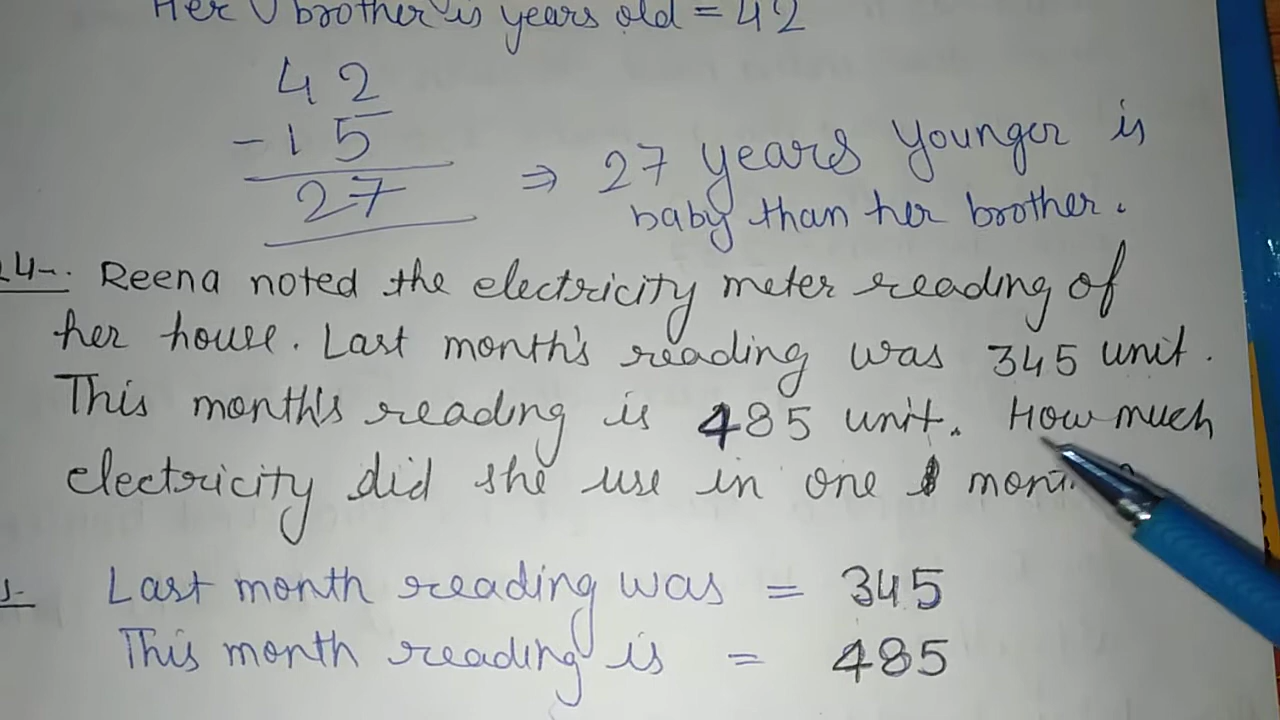 Her brother is years old = 42
42
-15
27
⇒ 27 years younger is
baby than her brother.
4-. Reena noted the electricity meter reading of
her house. Last month's reading was 345 unit.
This month's reading is 485 unit. How much
electricity did she use in one
Last month reading was = 345
This month reading is = 485